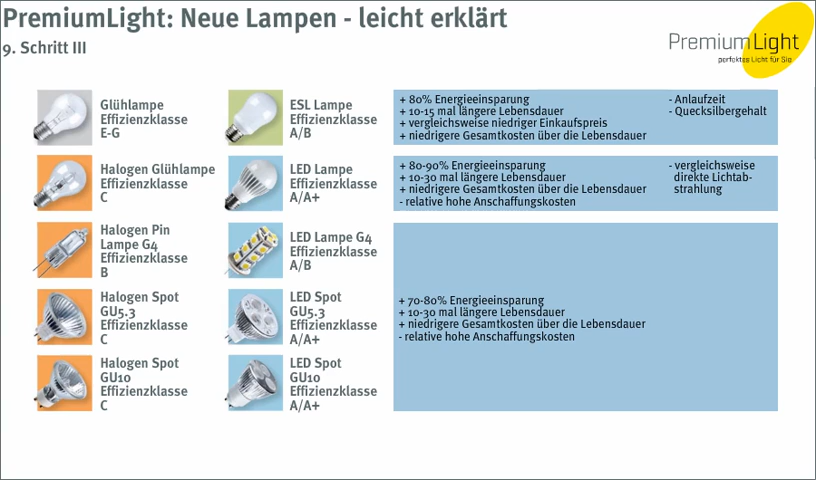 PremiumLight: Neue Lampen - leicht erklärt
9. Schritt III
PremiumLight
perfektes Licht für Sie
Glühlampe
Effizienzklasse
E-G
ESL Lampe
Effizienzklasse
A/B
+ 80% Energieeinsparung
+ 10-15 mal längere Lebensdauer
+ vergleichsweise niedriger Einkaufspreis
+ niedrigere Gesamtkosten über die Lebensdauer
- Anlaufzeit
- Quecksilbergehalt
Halogen Glühlampe
Effizienzklasse
C
LED Lampe
Effizienzklasse
A/A+
+ 80-90% Energieeinsparung
+ 10-30 mal längere Lebensdauer
+ niedrigere Gesamtkosten über die Lebensdauer
- relative hohe Anschaffungskosten
- vergleichsweise
direkte Lichtab-
strahlung
Halogen Pin
Lampe G4
Effizienzklasse
B
LED Lampe G4
Effizienzklasse
A/B
Halogen Spot
GU5.3
Effizienzklasse
C
LED Spot
GU5.3
Effizienzklasse
A/A+
+ 70-80% Energieeinsparung
+ 10-30 mal längere Lebensdauer
+ niedrigere Gesamtkosten über die Lebensdauer
- relative hohe Anschaffungskosten
Halogen Spot
GU10
Effizienzklasse
C
LED Spot
GU10
Effizienzklasse
A/A+